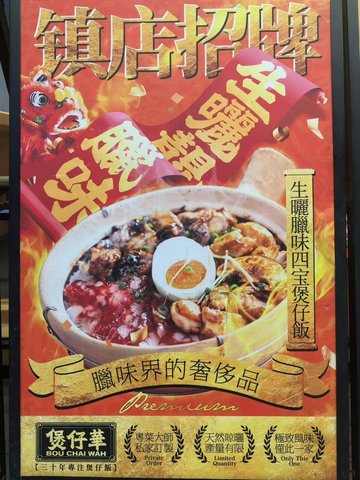 镇店招牌
生曬靚
臘味
生曬臘味四宝煲仔飯
臘味界的奢侈品
Premium
煲仔華
BOU CHAI WAH
【三十年專注煲仔飯】
粵菜大師
私家訂製
Private
Order
天然晾曬
產量有限
Limited
Quantity
極致風味
僅此一家
Only This
One